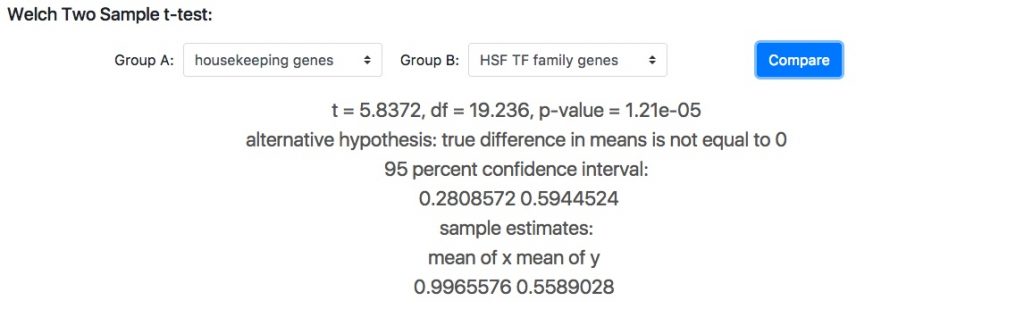 Welch Two Sample t-test:
Group A: housekeeping genes Group B: HSF TF family genes Compare
t = 5.8372, df = 19.236, p-value = 1.21e-05
alternative hypothesis: true difference in means is not equal to 0
95 percent confidence interval:
0.2808572 0.5944524
sample estimates:
mean of x mean of y
0.9965576 0.5589028